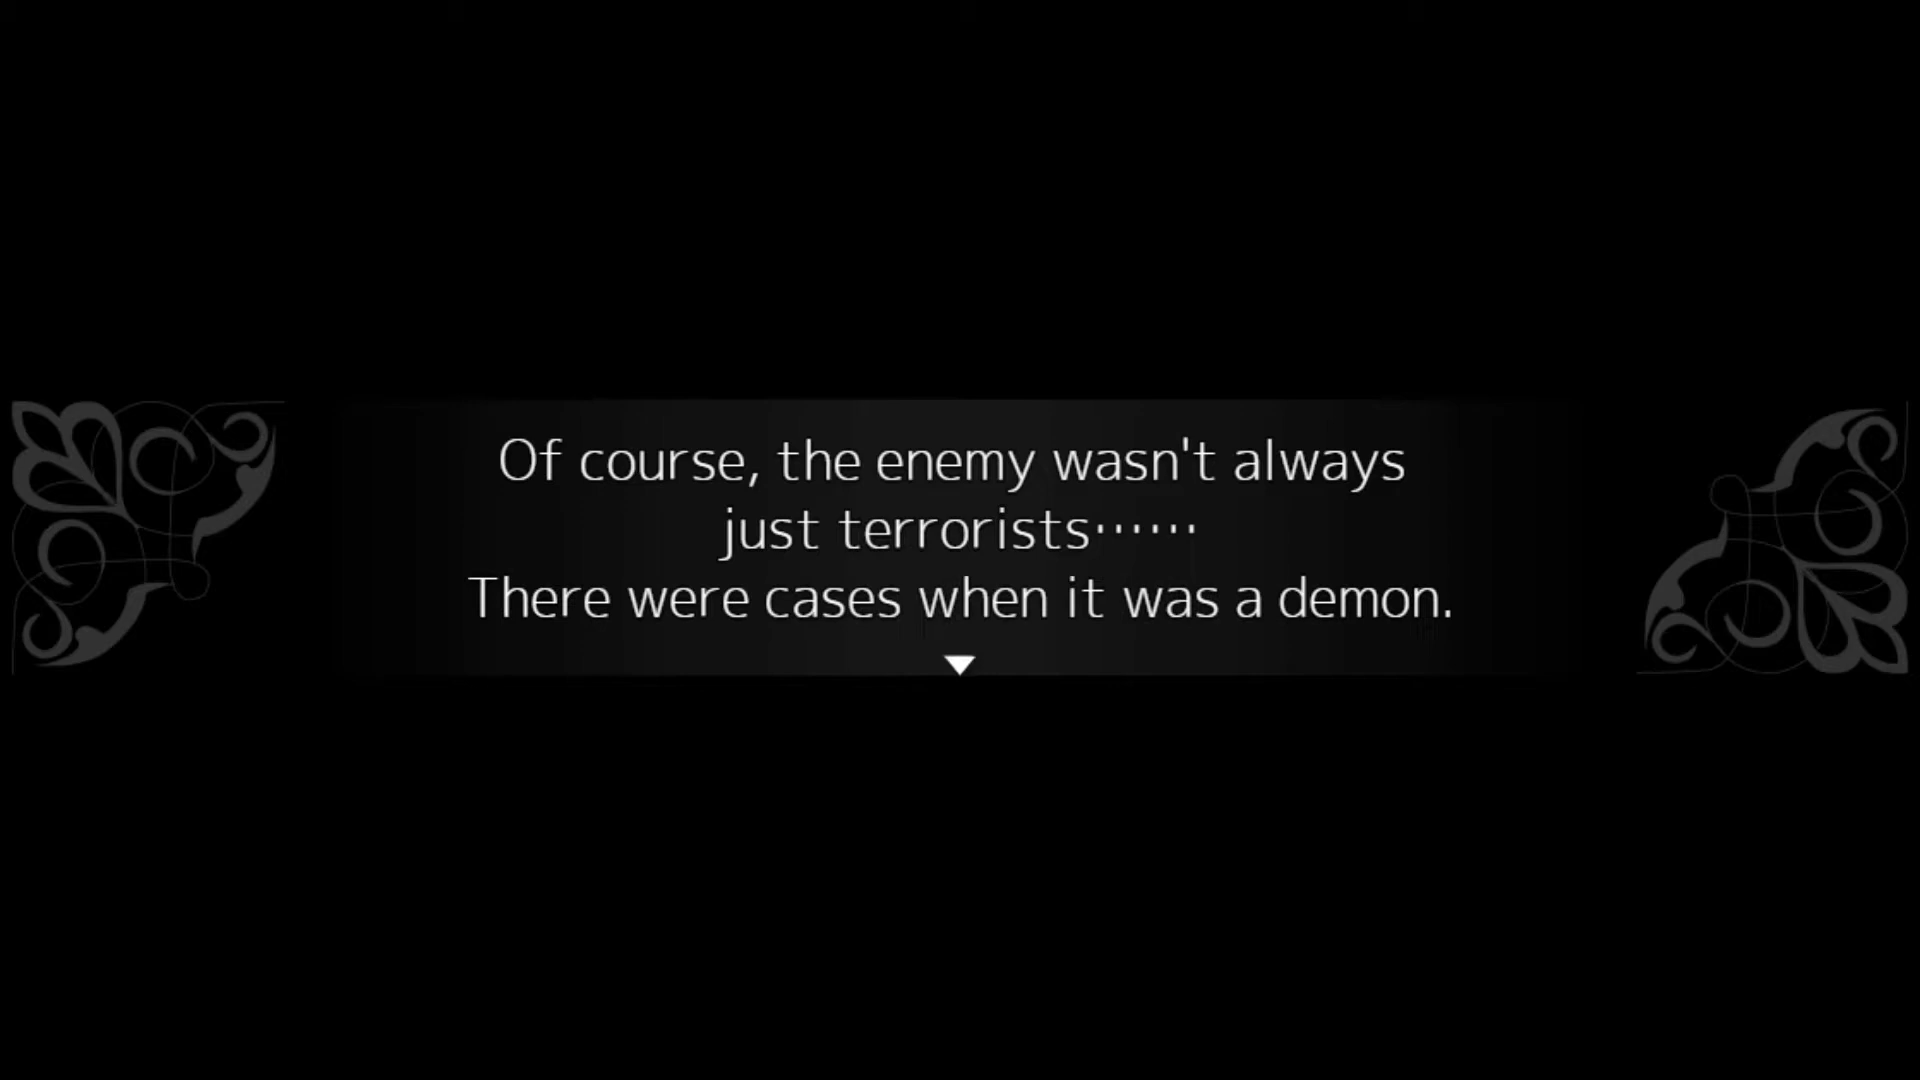 Of course, the enemy wasn't always
just terrorists……
There were cases when it was a demon.